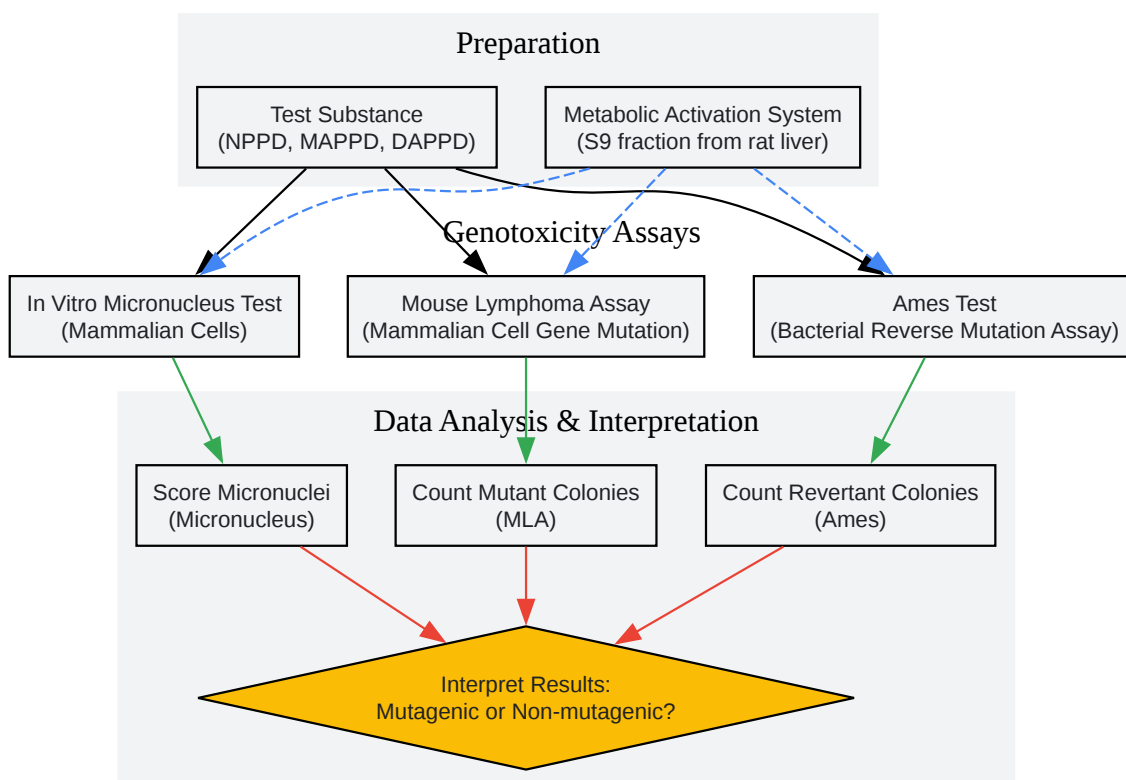 Preparation
Test Substance
(NPPD, MAPPD, DAPPD)
Metabolic Activation System
(S9 fraction from rat liver)
Genotoxicity Assays
In Vitro Micronucleus Test
(Mammalian Cells)
Mouse Lymphoma Assay
(Mammalian Cell Gene Mutation)
Ames Test
(Bacterial Reverse Mutation Assay)
Data Analysis & Interpretation
Score Micronuclei
(Micronucleus)
Count Mutant Colonies
(MLA)
Count Revertant Colonies
(Ames)
Interpret Results:
Mutagenic or Non-mutagenic?